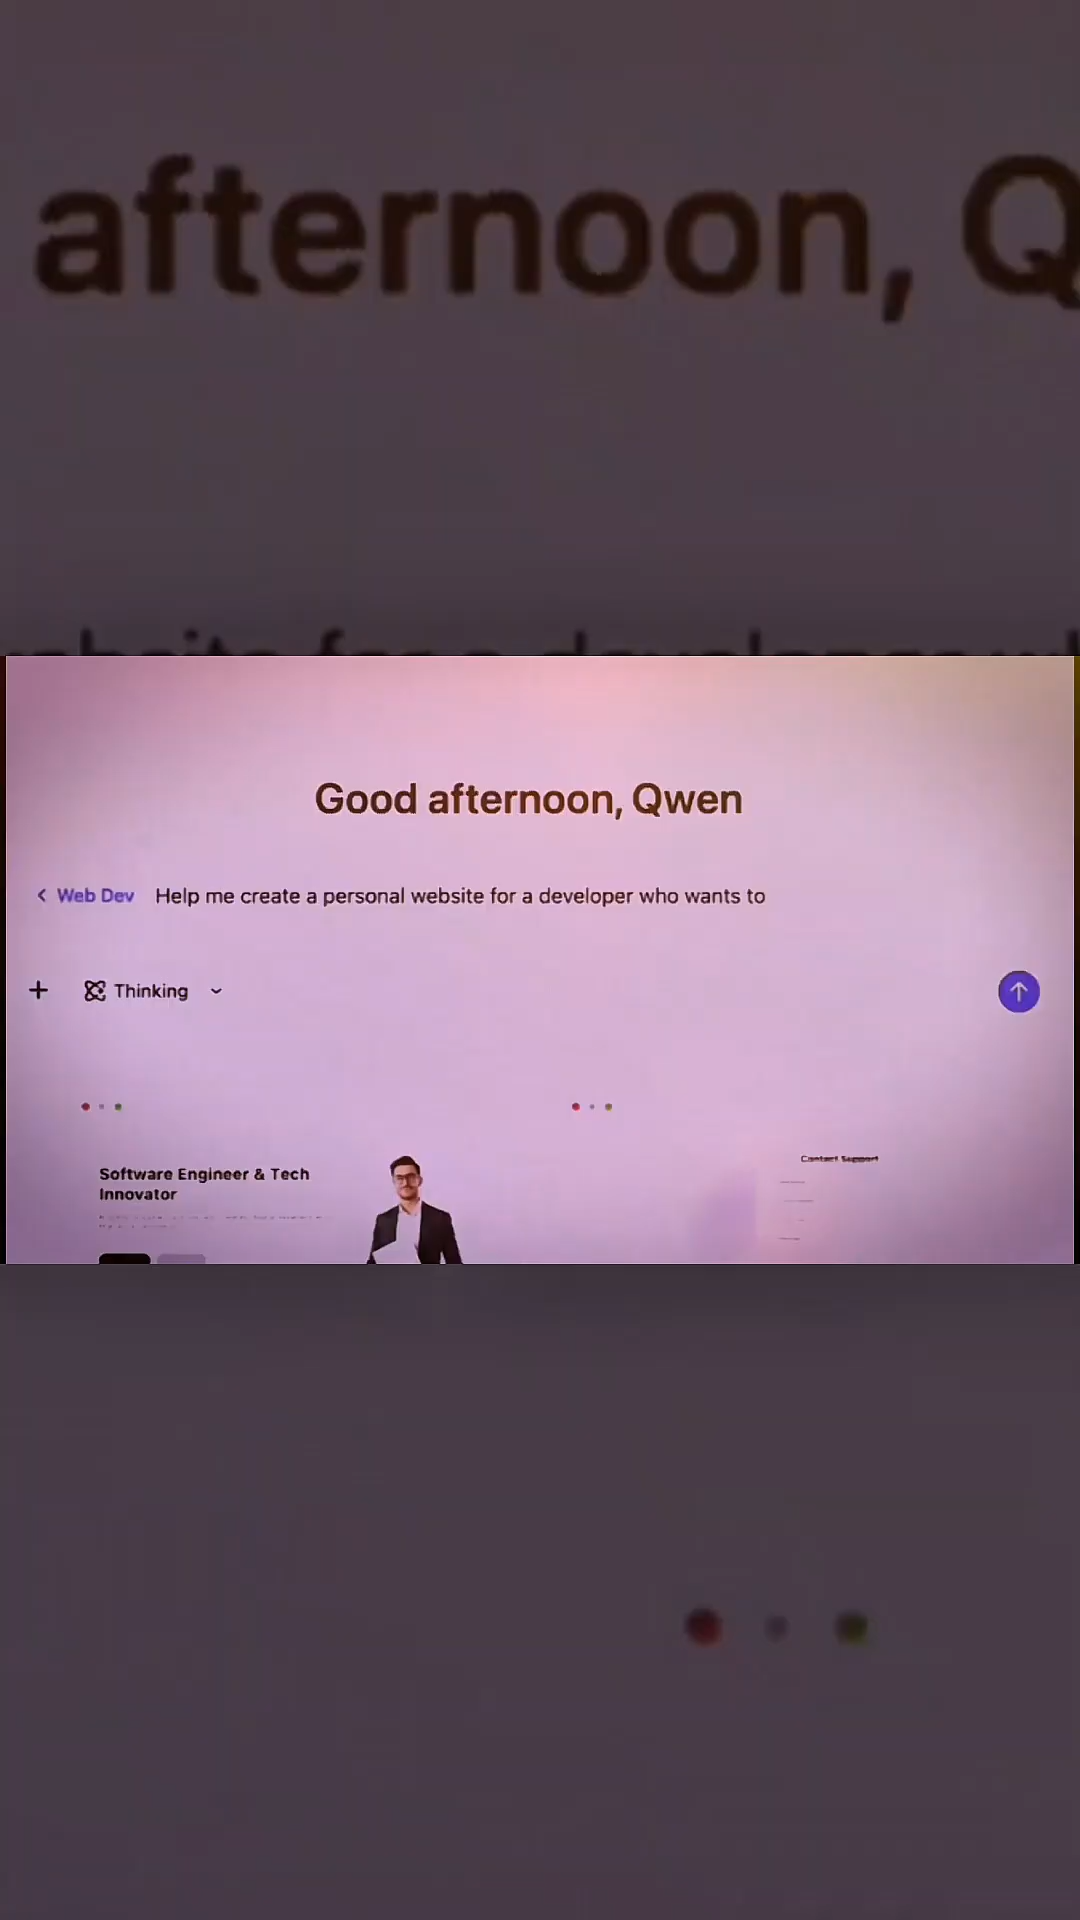 afternoon, Q
Good afternoon, Qwen
Web Dev Help me create a personal website for a developer who wants to
Thinking
Contact Support
Software Engineer & Tech
Innovator